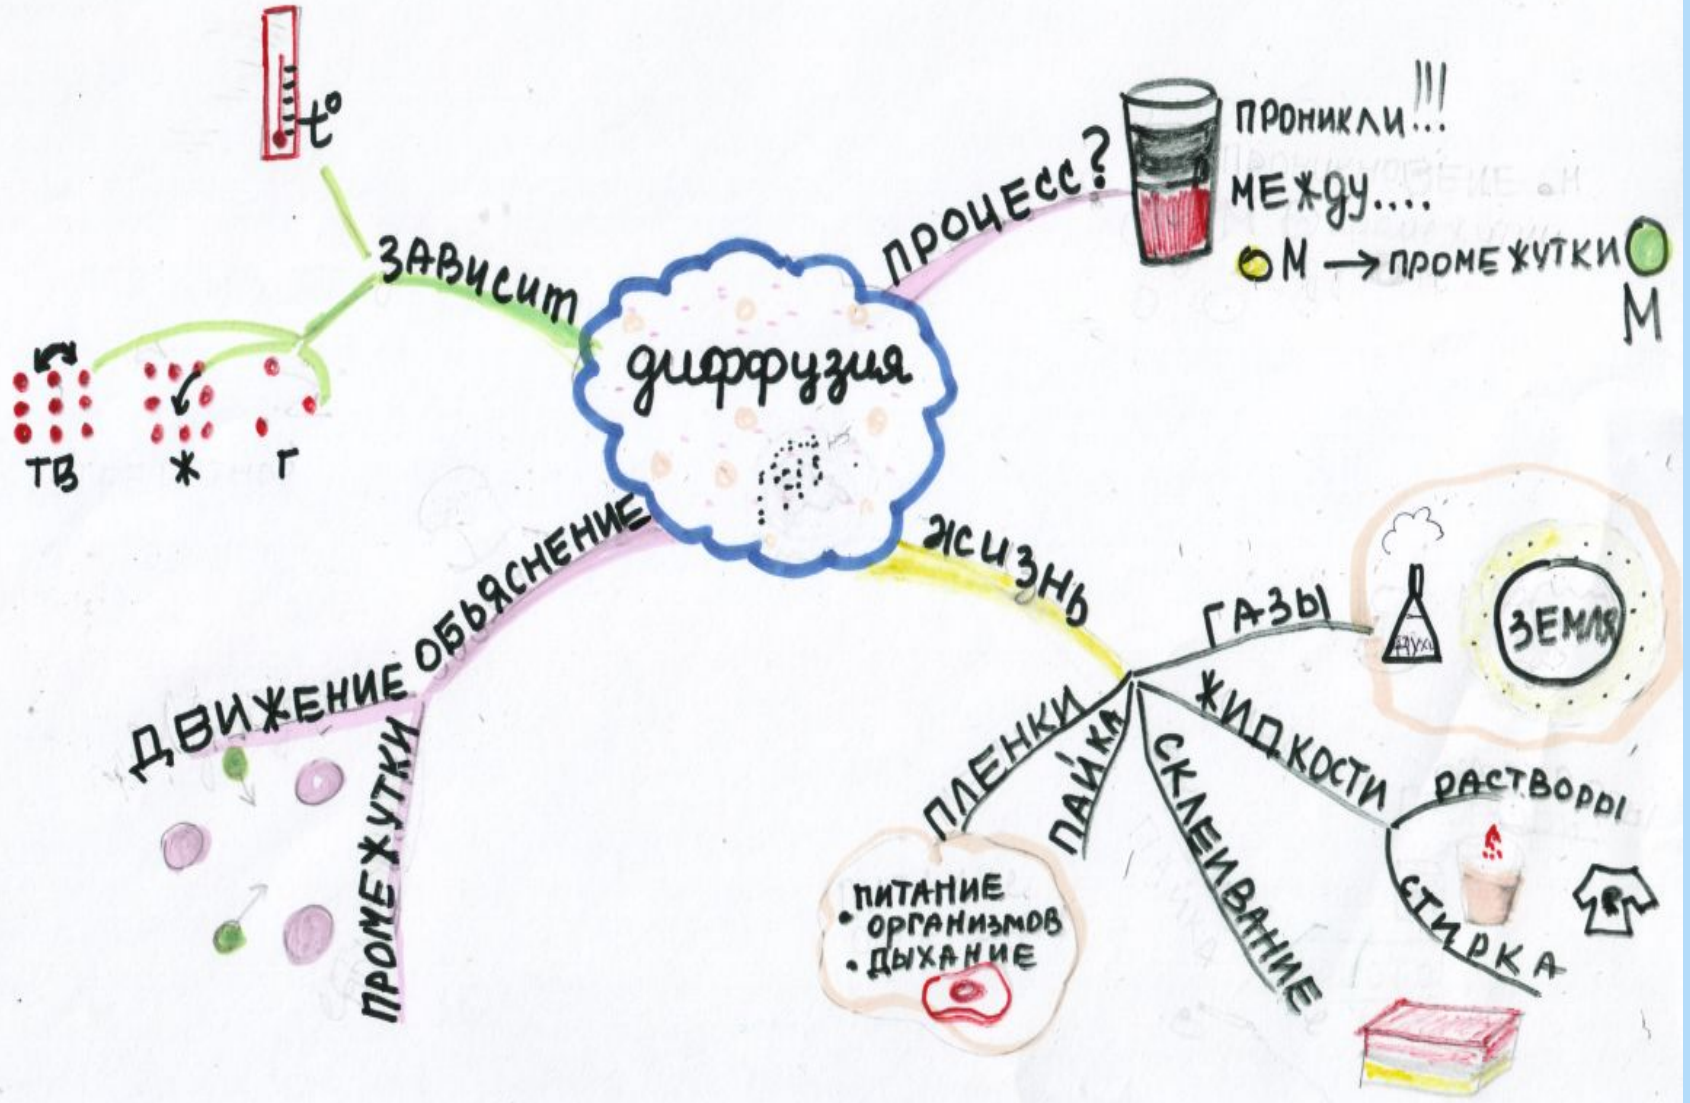 диффузия
ПРОЦЕСС?
ПРОНИКЛИ!!!
МЕЖДУ....
М → ПРОМЕЖУТКИ
М
ЖИЗНЬ
ГАЗЫ
ДУХИ
ЗЕМЛЯ
ЖИДКОСТИ
РАСТВОРЫ
СТИРКА
СКЛЕИВАНИЕ
ПАЙКА
ПЛЕНКИ
ПИТАНИЕ
• ОРГАНИЗМОВ
• ДЫХАНИЕ
ОБЬЯСНЕНИЕ
ДВИЖЕНИЕ
ПРОМЕЖУТКИ
ЗАВИСИТ
t°
ТВ
Ж
Г